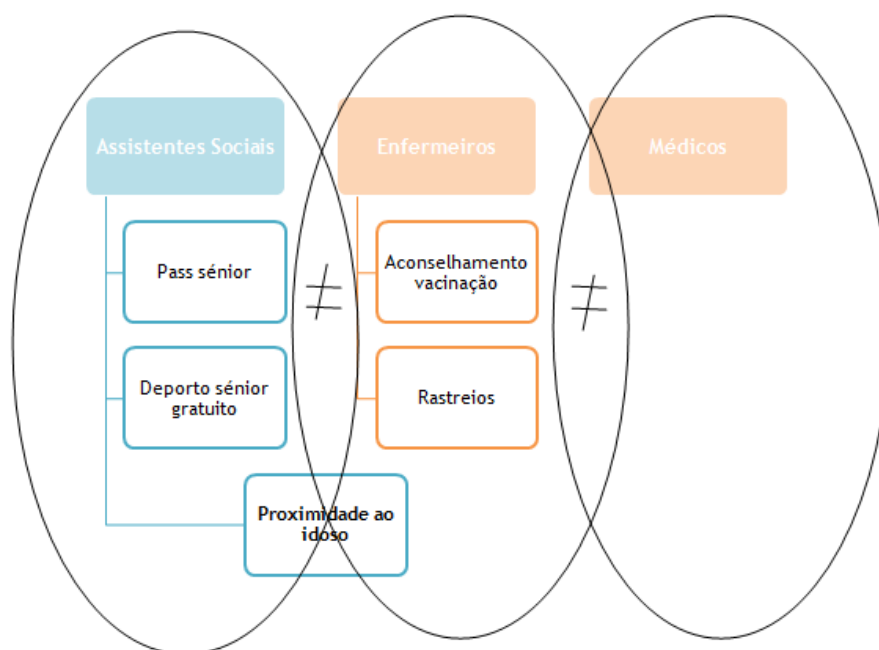 Assistentes Sociais
Enfermeiros
Médicos
Pass sénior
Aconselhamento
vacinação
≠
≠
Deporto sénior
gratuito
Rastreios
Proximidade ao
idoso